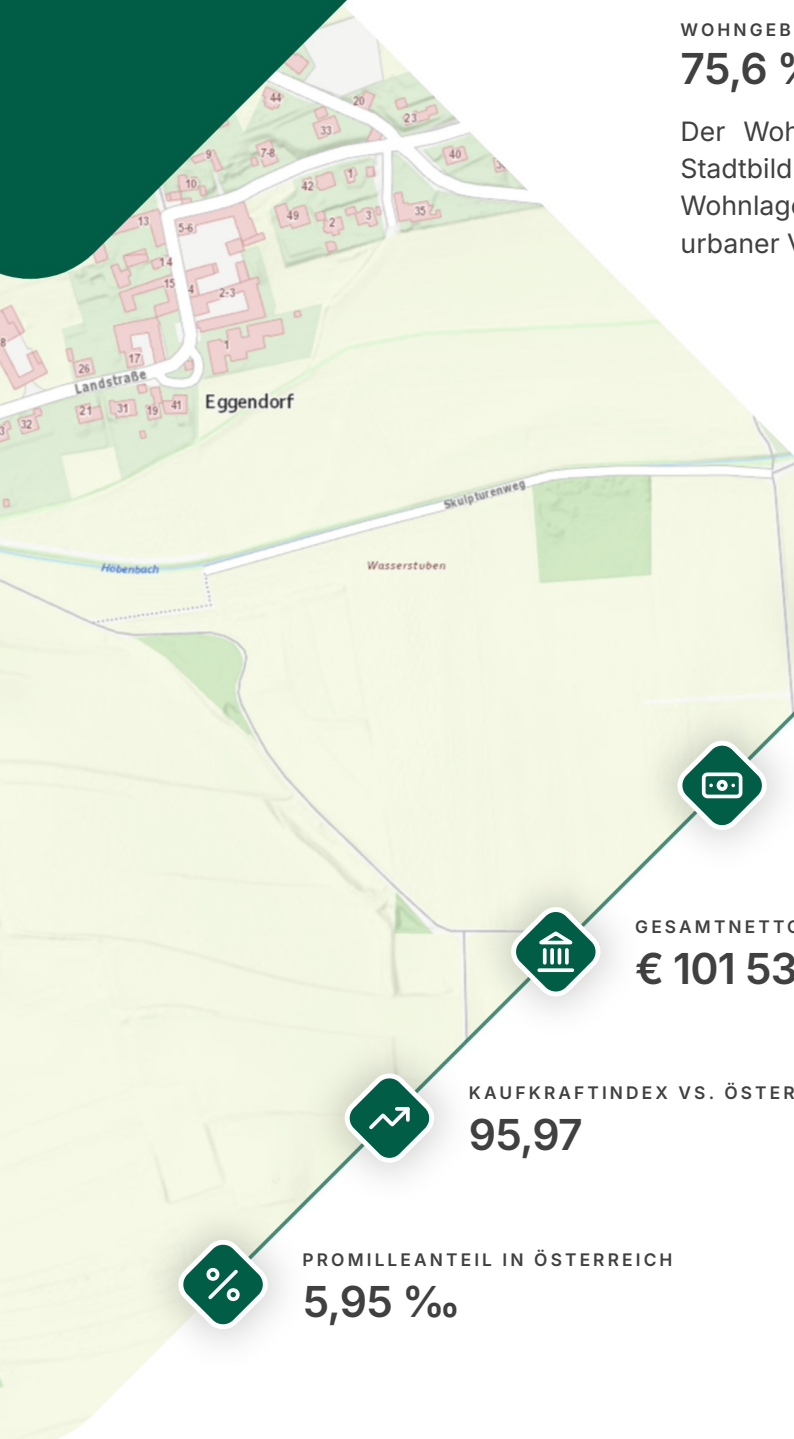 WOHNGEB
75,6 %
Der Woh
Stadtbild
Wohnlage
urbaner V
44
20
23
33
9
7-8
40
10
42
1
49
2
3
35
13
5-6
14
15
4
2-3
8
17
1
26
Landstraße
21
31
19
41
Eggendorf
32
3
Skulpturenweg
Höbenbach
Wasserstuben
GESAMTNETTO
€ 101 53
KAUFKRAFTINDEX VS. ÖSTER
95,97
PROMILLEANTEIL IN ÖSTERREICH
5,95 ‰